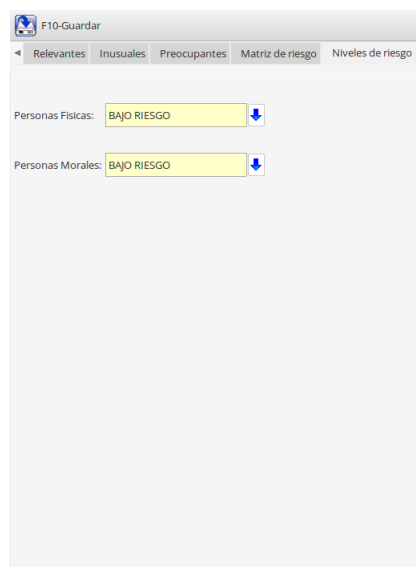 F10-Guardar
Relevantes Inusuales Preocupantes Matriz de riesgo Niveles de riesgo
Personas Fisicas: BAJO RIESGO
Personas Morales: BAJO RIESGO